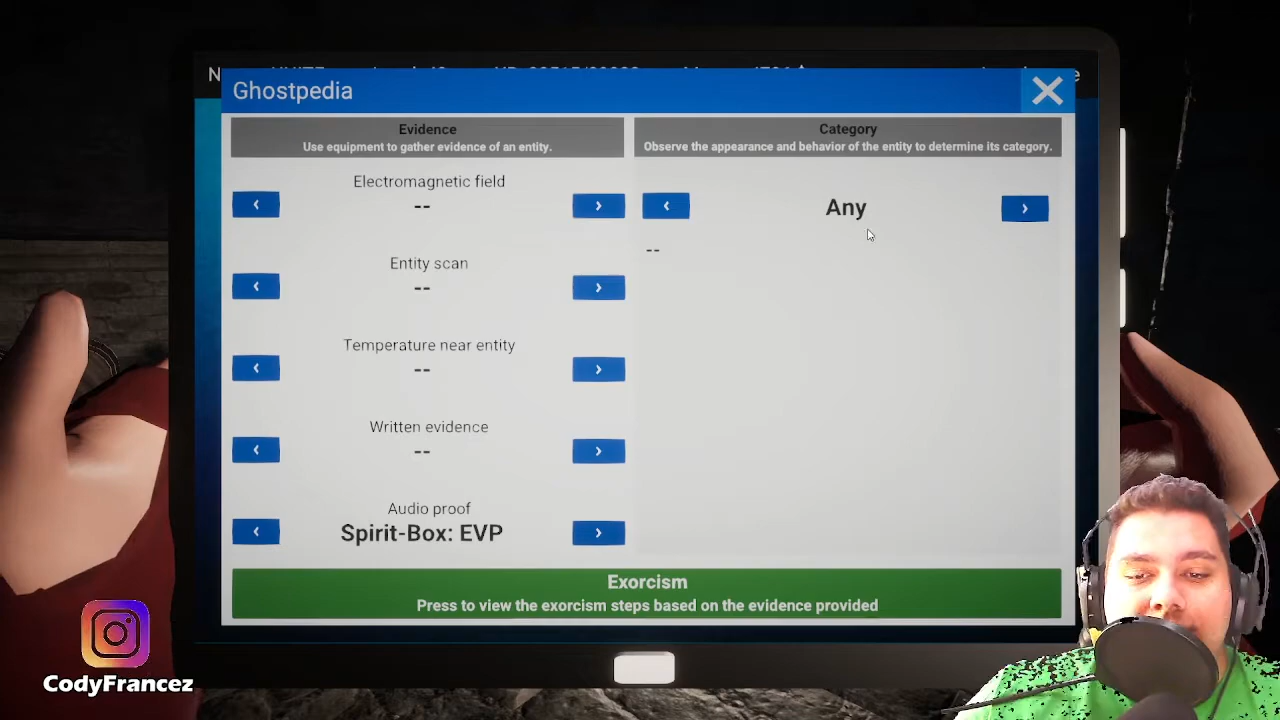 Ghostpedia
Evidence
Use equipment to gather evidence of an entity.
Category
Observe the appearance and behavior of the entity to determine its category.
Electromagnetic field
--
Any
--
Entity scan
--
Temperature near entity
--
Written evidence
--
Audio proof
Spirit-Box: EVP
Exorcism
Press to view the exorcism steps based on the evidence provided
CodyFrancez